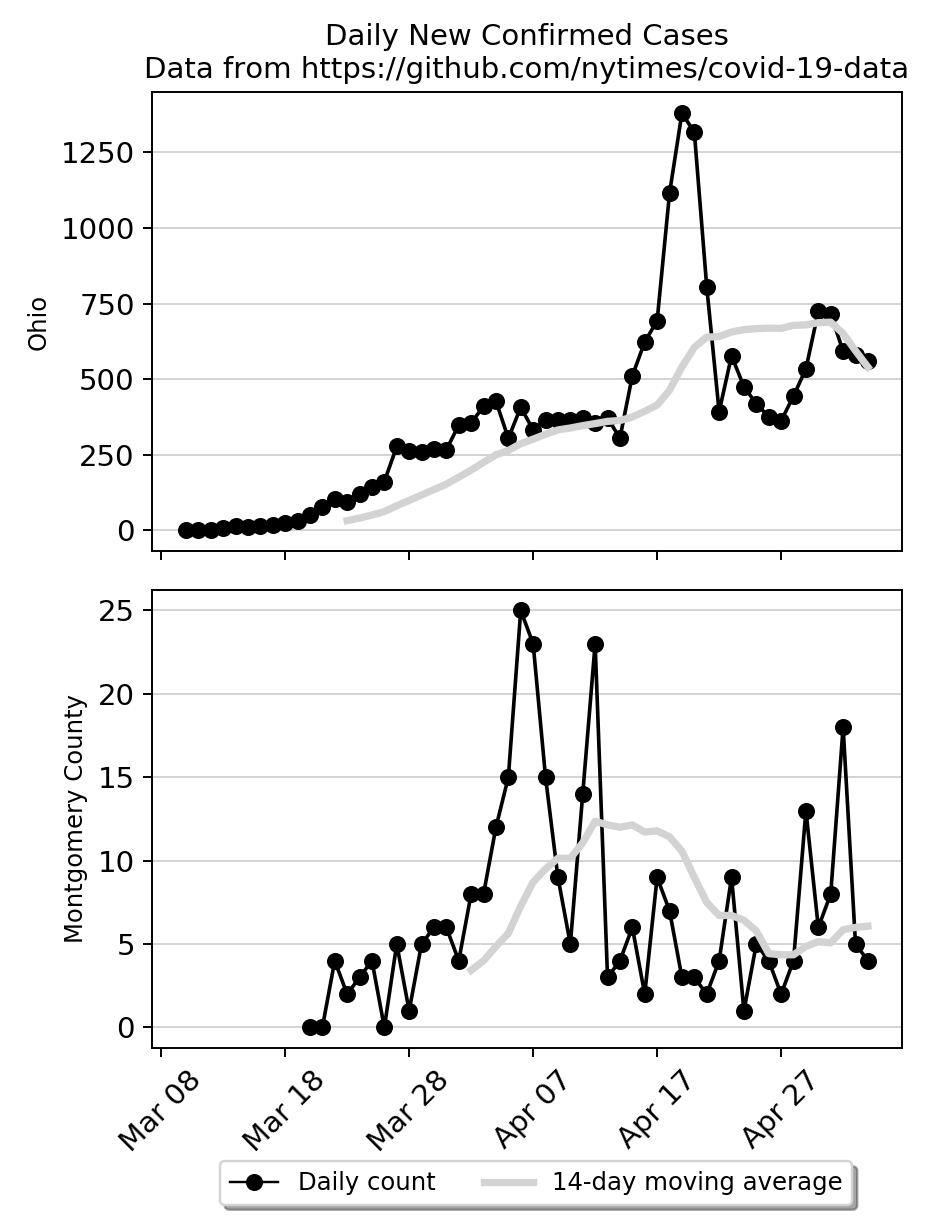 Daily New Confirmed Cases
Data from https://github.com/nytimes/covid-19-data
Ohio
1250
1000
750
500
250
0
Montgomery County
25
20
15
10
5
0
Mar 08
Mar 18
Mar 28
Apr 07
Apr 17
Apr 27
Daily count
14-day moving average